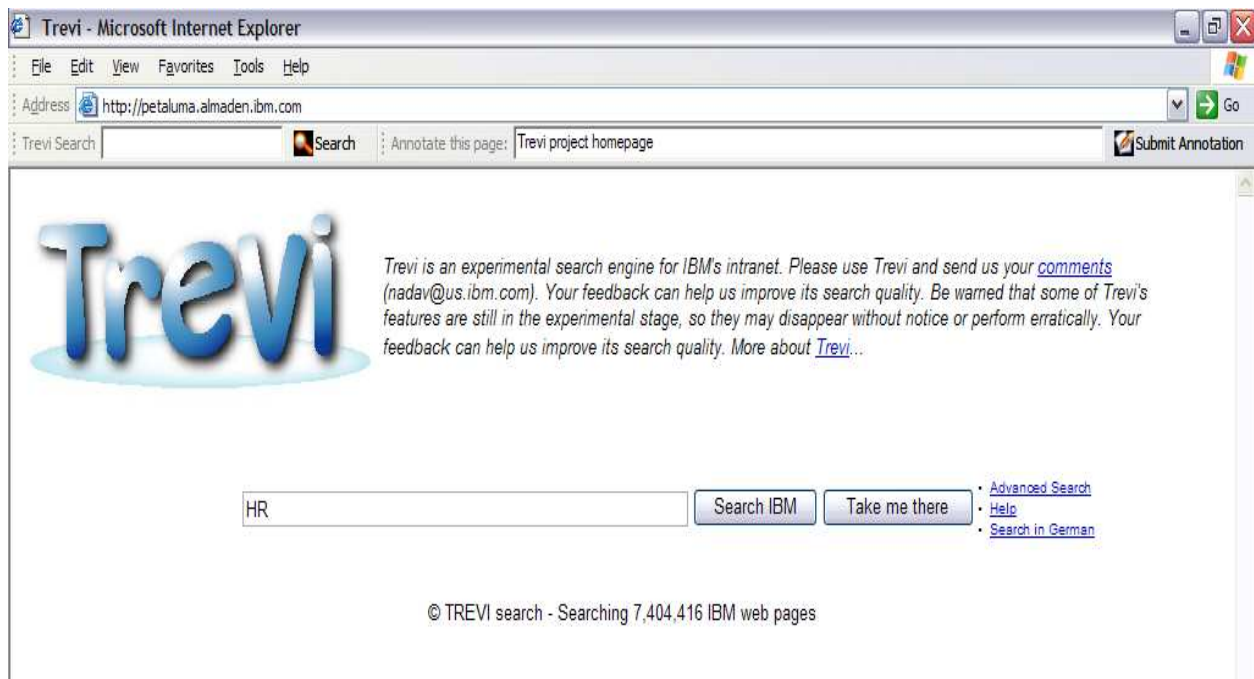 Trevi - Microsoft Internet Explorer
File Edit View Favorites Tools Help
Address http://petaluma.almaden.ibm.com Go
Trevi Search Search Annotate this page: Trevi project homepage Submit Annotation
Trevi
Trevi is an experimental search engine for IBM's intranet. Please use Trevi and send us your comments
(nadav@us.ibm.com). Your feedback can help us improve its search quality. Be warned that some of Trevi's
features are still in the experimental stage, so they may disappear without notice or perform erratically. Your
feedback can help us improve its search quality. More about Trevi...
HR Search IBM Take me there
· Advanced Search
· Help
· Search in German
© TREVI search - Searching 7,404,416 IBM web pages